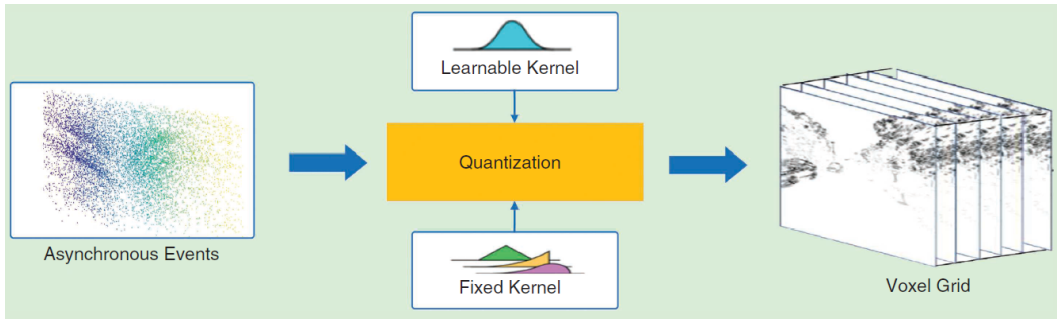 Learnable Kernel
Quantization
Asynchronous Events
Fixed Kernel
Voxel Grid